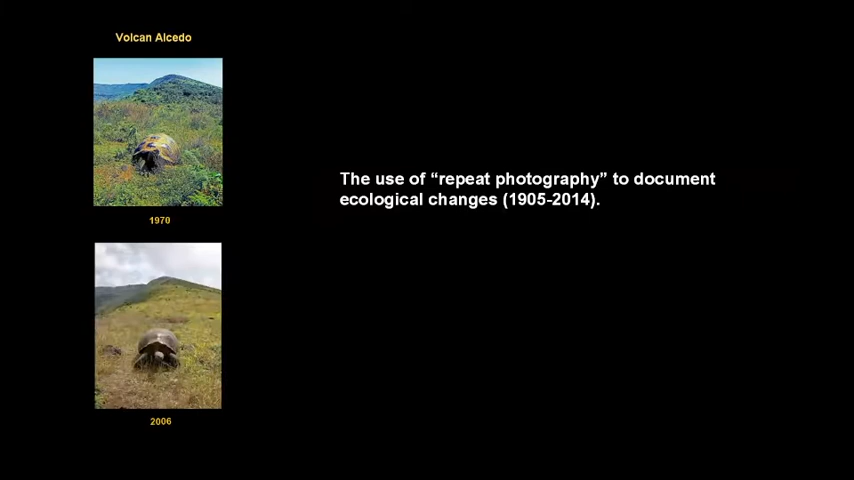 Volcan Alcedo
1970
The use of “repeat photography” to document
ecological changes (1905-2014).
2006